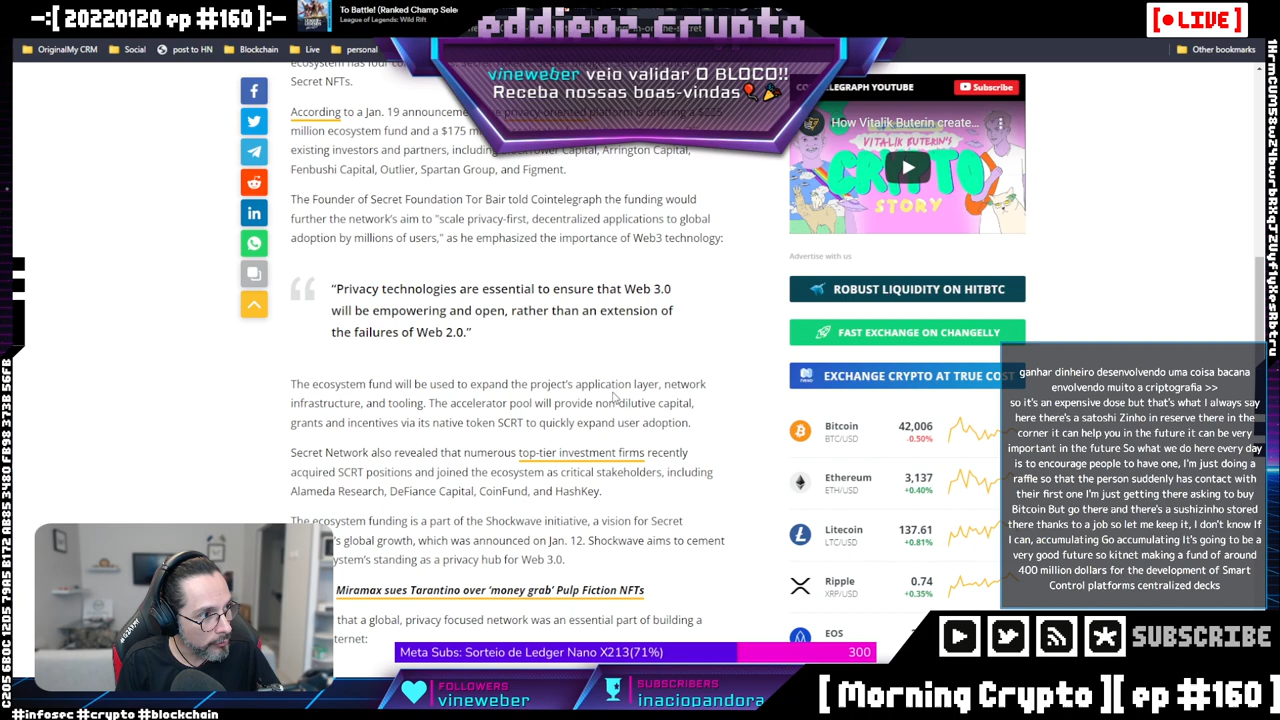 -:[ 20220120 ep #160 ]:-
To Battle! (Ranked Champ Sele
League of Legends: Wild Rift
eddieoz.crypto
[● LIVE]
OriginalMy CRM
Social
post to HN
Blockchain
Live
personal
Other bookmarks
vineweber veio validar O BLOCO!!
Receba nossas boas-vindas
Secret NFTs.
According to a Jan. 19 announceme
million ecosystem fund and a $175 m
existing investors and partners, including Tower Capital, Arrington Capital,
Fenbushi Capital, Outlier, Spartan Group, and Figment.
The Founder of Secret Foundation Tor Bair told Cointelegraph the funding would
further the network's aim to "scale privacy-first, decentralized applications to global
adoption by millions of users," as he emphasized the importance of Web3 technology:
“Privacy technologies are essential to ensure that Web 3.0
will be empowering and open, rather than an extension of
the failures of Web 2.0.”
The ecosystem fund will be used to expand the project's application layer, network
infrastructure, and tooling. The accelerator pool will provide non-dilutive capital,
grants and incentives via its native token SCRT to quickly expand user adoption.
Secret Network also revealed that numerous top-tier investment firms recently
acquired SCRT positions and joined the ecosystem as critical stakeholders, including
Alameda Research, DeFiance Capital, CoinFund, and HashKey.
The ecosystem funding is a part of the Shockwave initiative, a vision for Secret
's global growth, which was announced on Jan. 12. Shockwave aims to cement
ystem's standing as a privacy hub for Web 3.0.
Miramax sues Tarantino over 'money grab' Pulp Fiction NFTs
that a global, privacy focused network was an essential part of building a
ternet:
ELEGRAPH YOUTUBE
Subscribe
How Vitalik Buterin create...
VITALIK BUTERIN'S
CRYPTO
STORY
Advertise with us
ROBUST LIQUIDITY ON HITBTC
FAST EXCHANGE ON CHANGELLY
EXCHANGE CRYPTO AT TRUE COST
Bitcoin 42,006
BTC/USD -0.50%
Ethereum 3,137
ETH/USD +0.40%
Litecoin 137.61
LTC/USD +0.81%
Ripple 0.74
XRP/USD +0.35%
EOS
ganhar dinheiro desenvolvendo uma coisa bacana
envolvendo muito a criptografia >>
so it's an expensive dose but that's what I always say
here there's a satoshi Zinho in reserve there in the
corner it can help you in the future it can be very
important in the future So what we do here every day
is to encourage people to have one, I'm just doing a
raffle so that the person suddenly has contact with
their first one I'm just getting there asking to buy
Bitcoin But go there and there's a sushizinho stored
there thanks to a job so let me keep it, I don't know If
I can, accumulating Go accumulating It's going to be a
very good future so kitnet making a fund of around
400 million dollars for the development of Smart
Control platforms centralized decks
Meta Subs: Sorteio de Ledger Nano X213(71%)
300
FOLLOWERS
vineweber
SUBSCRIBERS
inaciopandora
SUBSCRIBE
[ Morning Crypto ][ ep #160 ]
#infosec #crypto #blockchain